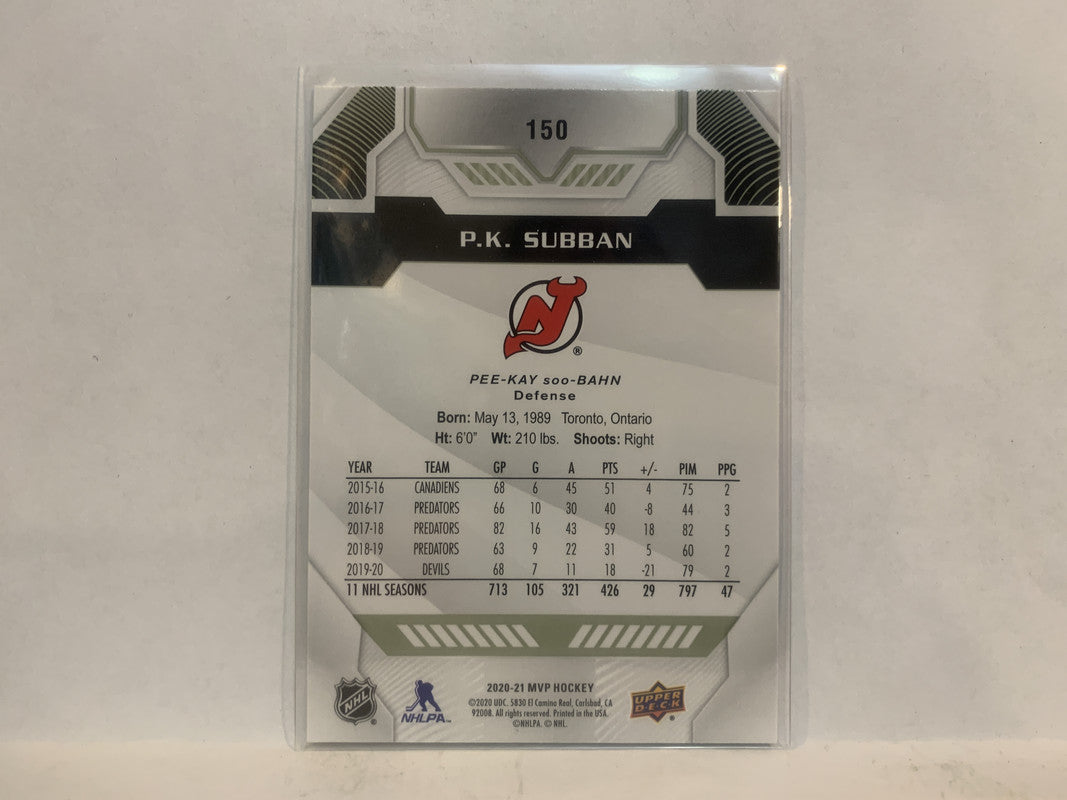 150
P.K. SUBBAN
NJ ®
PEE-KAY soo-BAHN
Defense
Born: May 13, 1989 Toronto, Ontario
Ht: 6'0" Wt: 210 lbs. Shoots: Right
YEAR TEAM GP G A PTS +/- PIM PPG
2015-16 CANADIENS 68 6 45 51 4 75 2
2016-17 PREDATORS 66 10 30 40 -8 44 3
2017-18 PREDATORS 82 16 43 59 18 82 5
2018-19 PREDATORS 63 9 22 31 5 60 2
2019-20 DEVILS 68 7 11 18 -21 79 2
11 NHL SEASONS 713 105 321 426 29 797 47
2020-21 MVP HOCKEY
©2020 UDC. 5830 El Camino Real, Carlsbad, CA
92008. All rights reserved. Printed in the USA.
©NHLPA. © NHL.
NHL ®
NHLPA™
UPPER DECK ®